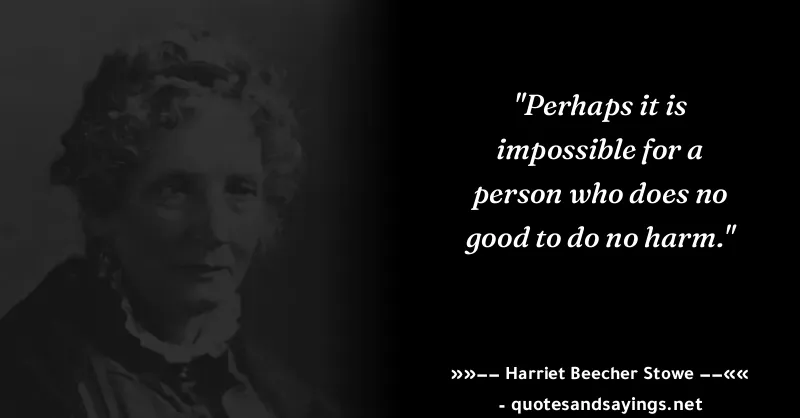 "Perhaps it is
impossible for a
person who does no
good to do no harm."
»»–– Harriet Beecher Stowe ––««
- quotesandsayings.net